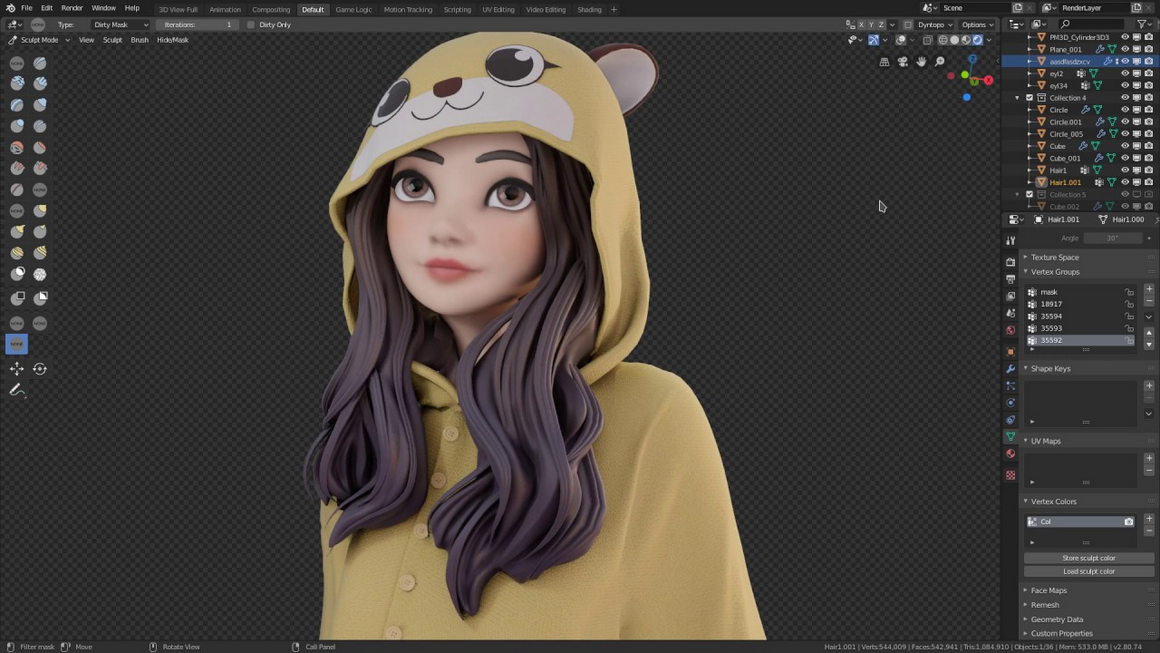 File Edit Render Window Help 3D View Full Animation Compositing Default Game Logic Motion Tracking Scripting UV Editing Video Editing Shading + Scene RenderLayer
Type: Dirty Mask Iterations: 1 Dirty Only X Y Z Dyntopo Options
Sculpt Mode View Sculpt Brush Hide/Mask
PM3D_Cylinder3D3
Plane_001
eyl2
eyl34
Collection 4
Circle
Circle.001
Circle_005
Cube
Cube_001
Hair1
Hair1.001
Collection 5
Cube.002
Hair1.001 Hair1.000
Angle 30°
Texture Space
Vertex Groups
mask
18917
35594
35593
35592
Shape Keys
UV Maps
Vertex Colors
Col
Store sculpt color
Load sculpt color
Face Maps
Remesh
Geometry Data
Custom Properties
Filter mask Move Rotate View Call Panel Hair1.001 | Verts:544,009 | Faces:542,941 | Tris:1,084,910 | Objects:1/36 | Mem: 533.0 MB | v2.80.74